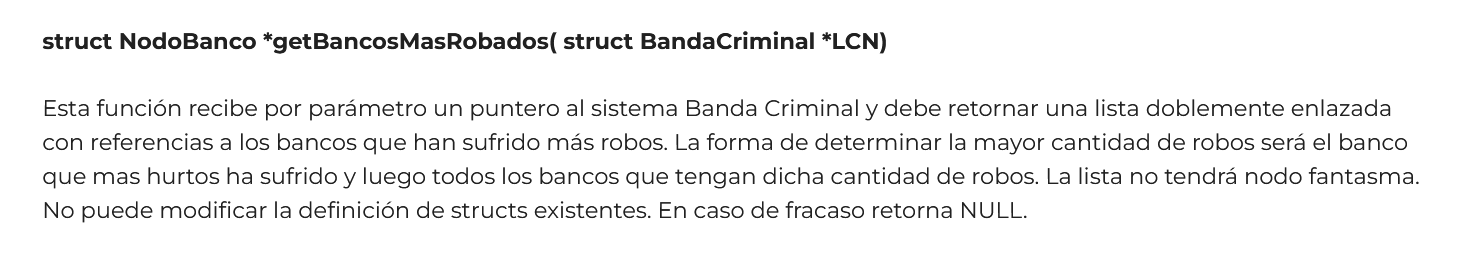 struct NodoBanco *getBancosMasRobados( struct BandaCriminal *LCN)
Esta función recibe por parámetro un puntero al sistema Banda Criminal y debe retornar una lista doblemente enlazada
con referencias a los bancos que han sufrido más robos. La forma de determinar la mayor cantidad de robos será el banco
que mas hurtos ha sufrido y luego todos los bancos que tengan dicha cantidad de robos. La lista no tendrá nodo fantasma.
No puede modificar la definición de structs existentes. En caso de fracaso retorna NULL.